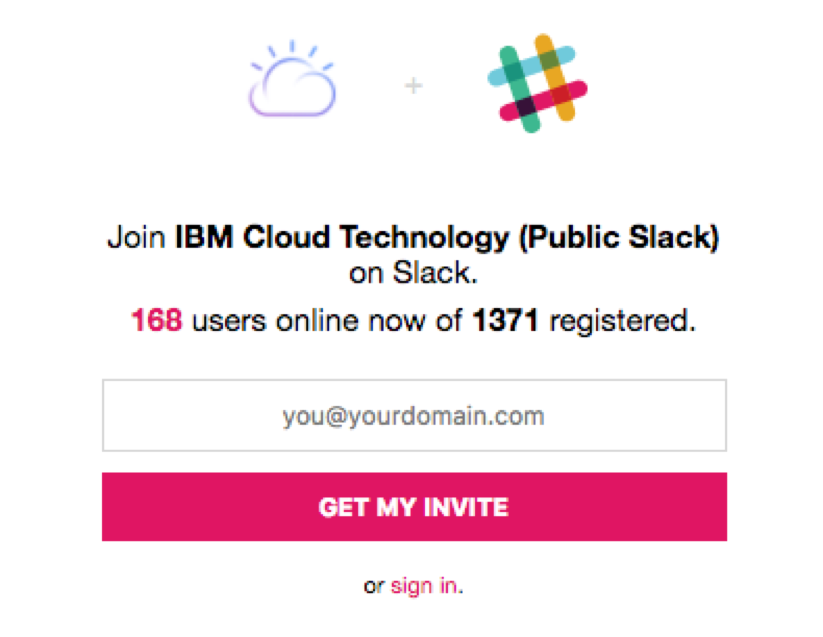 +
Join IBM Cloud Technology (Public Slack)
on Slack.
168 users online now of 1371 registered.
you@yourdomain.com
GET MY INVITE
or sign in.